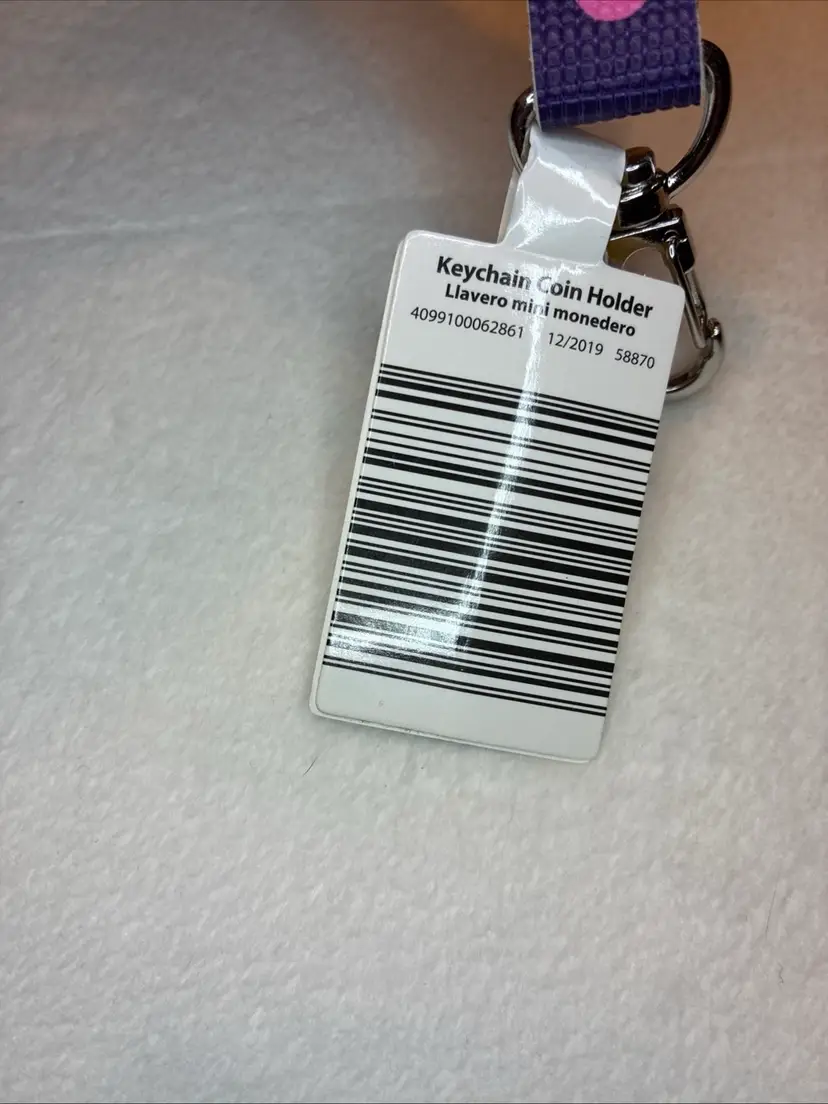 Keychain Coin Holder
Llavero mini monedero
4099100062861 12/2019 58870